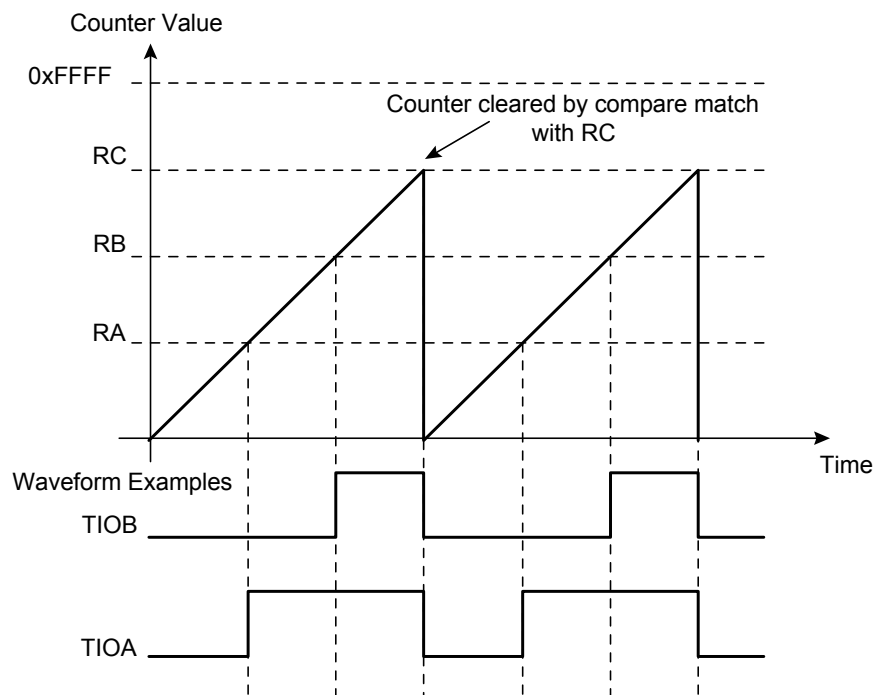 Counter Value
0xFFFF
Counter cleared by compare match
with RC
RC
RB
RA
Time
Waveform Examples
TIOB
TIOA